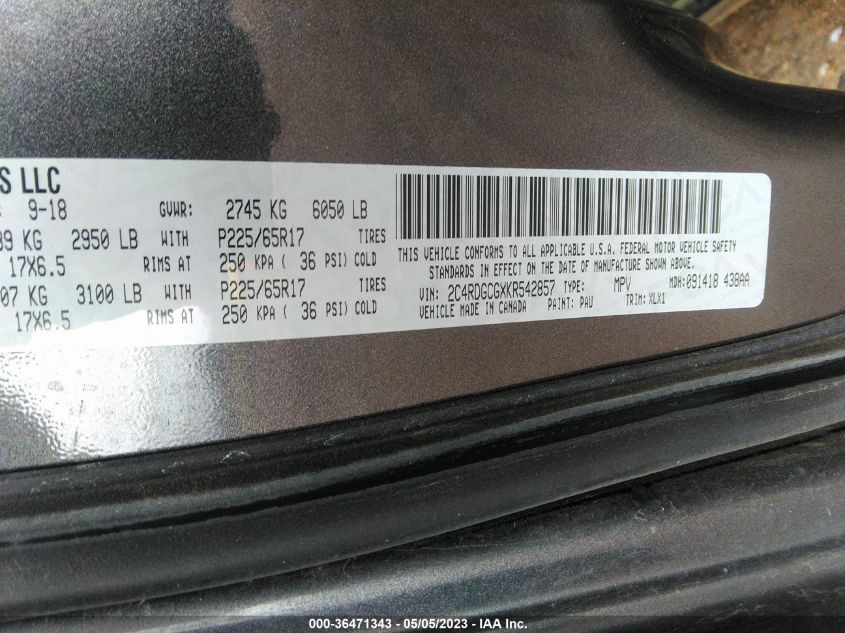 S LLC
9-18 GVWR: 2745 KG 6050 LB
KG 2950 LB WITH P225/65R17 TIRES
17X6.5 RIMS AT 250 KPA ( 36 PSI) COLD
07 KG 3100 LB WITH P225/65R17 TIRES
17X6.5 RIMS AT 250 KPA ( 36 PSI) COLD
THIS VEHICLE CONFORMS TO ALL APPLICABLE U.S.A. FEDERAL MOTOR VEHICLE SAFETY
STANDARDS IN EFFECT ON THE DATE OF MANUFACTURE SHOWN ABOVE.
VIN: 2C4RDGCGXKR542857 TYPE: MPV MDH: 091418 438AA
VEHICLE MADE IN CANADA PAINT: PAU TRIM: XLX1
000-36471343 - 05/05/2023 - © IAA Inc.